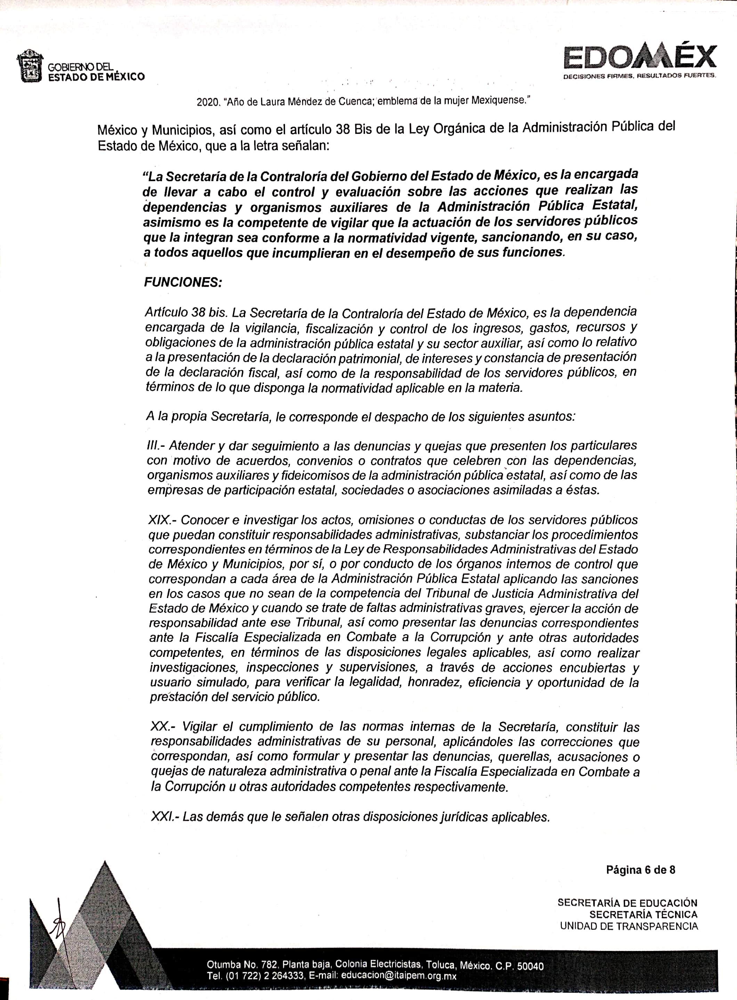 GOBIERNO DEL
ESTADO DE MÉXICO
EDOMÉX
DECISIONES FIRMES, RESULTADOS FUERTES.
2020. “Año de Laura Méndez de Cuenca; emblema de la mujer Mexiquense.”
México y Municipios, así como el artículo 38 Bis de la Ley Orgánica de la Administración Pública del
Estado de México, que a la letra señalan:
“La Secretaría de la Contraloría del Gobierno del Estado de México, es la encargada
de llevar a cabo el control y evaluación sobre las acciones que realizan las
dependencias y organismos auxiliares de la Administración Pública Estatal,
asimismo es la competente de vigilar que la actuación de los servidores públicos
que la integran sea conforme a la normatividad vigente, sancionando, en su caso,
a todos aquellos que incumplieran en el desempeño de sus funciones.
FUNCIONES:
Artículo 38 bis. La Secretaría de la Contraloría del Estado de México, es la dependencia
encargada de la vigilancia, fiscalización y control de los ingresos, gastos, recursos y
obligaciones de la administración pública estatal y su sector auxiliar, así como lo relativo
a la presentación de la declaración patrimonial, de intereses y constancia de presentación
de la declaración fiscal, así como de la responsabilidad de los servidores públicos, en
términos de lo que disponga la normatividad aplicable en la materia.
A la propia Secretaría, le corresponde el despacho de los siguientes asuntos:
III.- Atender y dar seguimiento a las denuncias y quejas que presenten los particulares
con motivo de acuerdos, convenios o contratos que celebren con las dependencias,
organismos auxiliares y fideicomisos de la administración pública estatal, así como de las
empresas de participación estatal, sociedades o asociaciones asimiladas a éstas.
XIX.- Conocer e investigar los actos, omisiones o conductas de los servidores públicos
que puedan constituir responsabilidades administrativas, substanciar los procedimientos
correspondientes en términos de la Ley de Responsabilidades Administrativas del Estado
de México y Municipios, por sí, o por conducto de los órganos internos de control que
correspondan a cada área de la Administración Pública Estatal aplicando las sanciones
en los casos que no sean de la competencia del Tribunal de Justicia Administrativa del
Estado de México y cuando se trate de faltas administrativas graves, ejercer la acción de
responsabilidad ante ese Tribunal, así como presentar las denuncias correspondientes
ante la Fiscalía Especializada en Combate a la Corrupción y ante otras autoridades
competentes, en términos de las disposiciones legales aplicables, así como realizar
investigaciones, inspecciones y supervisiones, a través de acciones encubiertas y
usuario simulado, para verificar la legalidad, honradez, eficiencia y oportunidad de la
prestación del servicio público.
XX.- Vigilar el cumplimiento de las normas internas de la Secretaría, constituir las
responsabilidades administrativas de su personal, aplicándoles las correcciones que
correspondan, así como formular y presentar las denuncias, querellas, acusaciones o
quejas de naturaleza administrativa o penal ante la Fiscalía Especializada en Combate a
la Corrupción u otras autoridades competentes respectivamente.
XXI.- Las demás que le señalen otras disposiciones jurídicas aplicables.
Página 6 de 8
SECRETARÍA DE EDUCACIÓN
SECRETARÍA TÉCNICA
UNIDAD DE TRANSPARENCIA
Otumba No. 782, Planta baja, Colonia Electricistas, Toluca, México. C.P. 50040
Tel. (01 722) 2 264333, E-mail: educacion@itaipem.org.mx